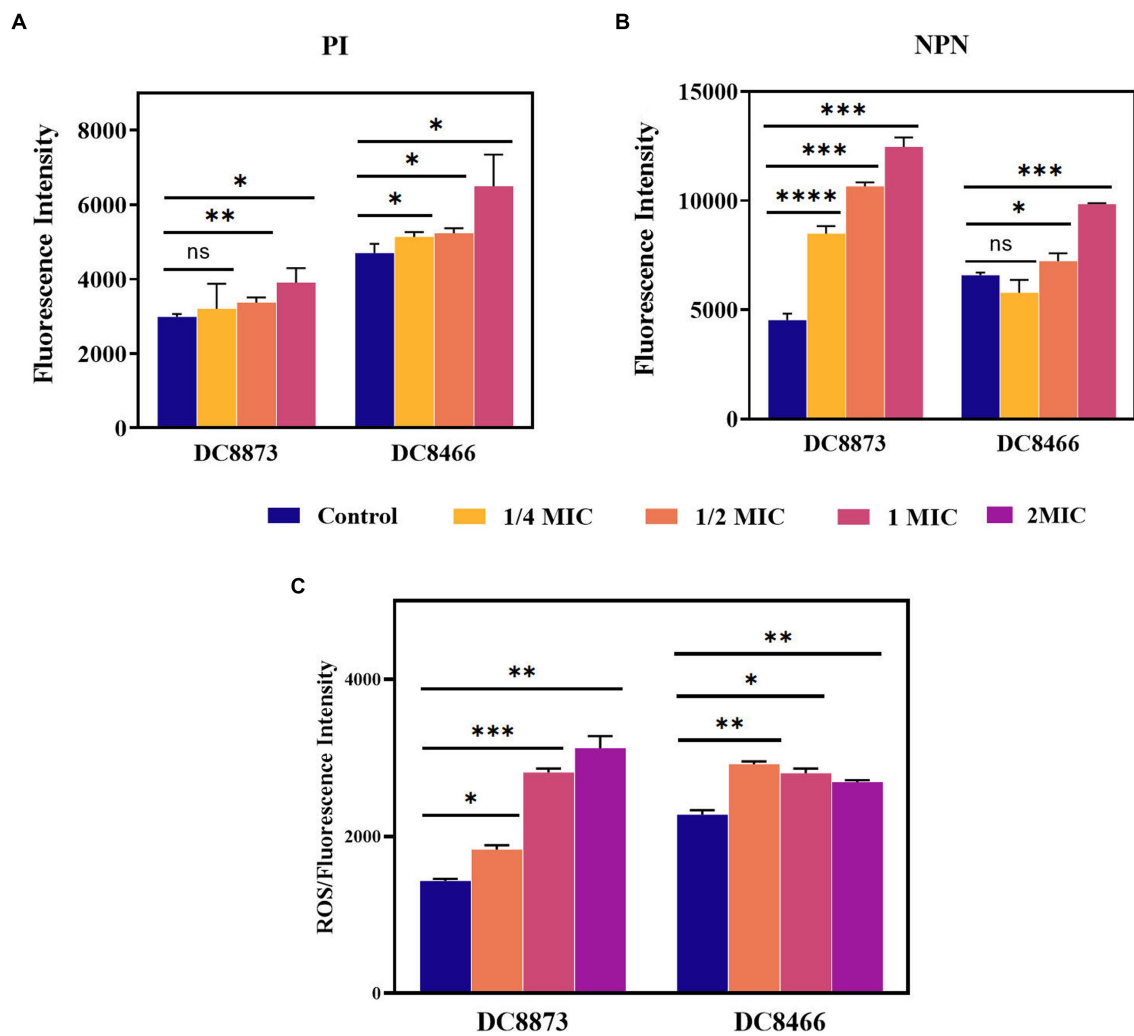 A
PI
Fluorescence Intensity
8000
6000
4000
2000
0
ns
**
*
*
*
*
DC8873 DC8466
B
NPN
Fluorescence Intensity
15000
10000
5000
0
****
***
***
ns
*
***
DC8873 DC8466
Control 1/4 MIC 1/2 MIC 1 MIC 2MIC
C
ROS/Fluorescence Intensity
4000
2000
0
*
***
**
**
*
**
DC8873 DC8466